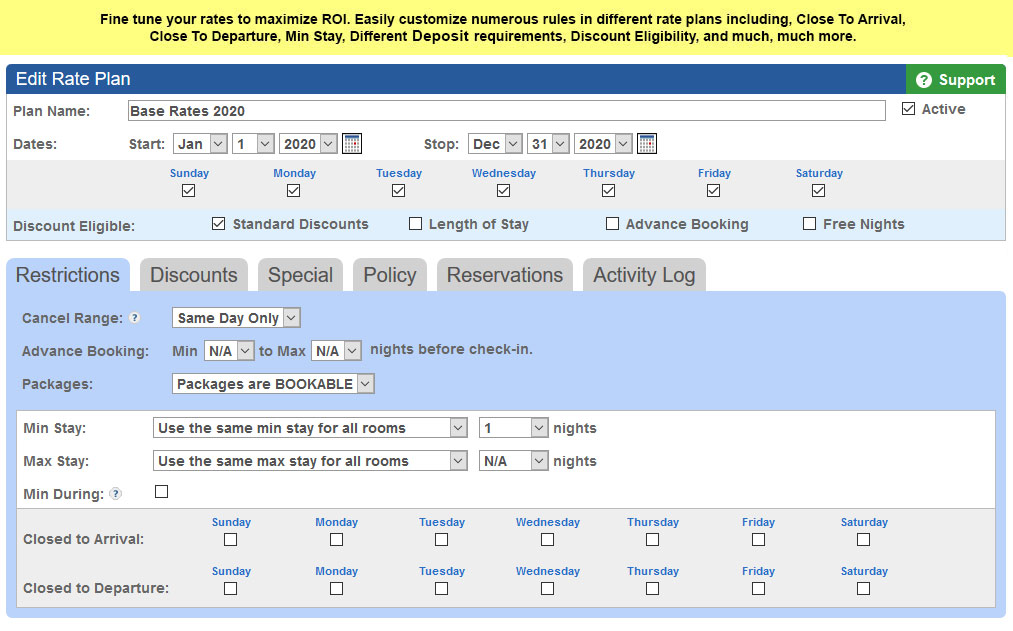 Fine tune your rates to maximize ROI. Easily customize numerous rules in different rate plans including, Close To Arrival,
Close To Departure, Min Stay, Different Deposit requirements, Discount Eligibility, and much, much more.
Edit Rate Plan ? Support
Plan Name: Base Rates 2020 Active
Dates: Start: Jan 1 2020 Stop: Dec 31 2020
Sunday Monday Tuesday Wednesday Thursday Friday Saturday
Discount Eligible: Standard Discounts Length of Stay Advance Booking Free Nights
Restrictions Discounts Special Policy Reservations Activity Log
Cancel Range: ? Same Day Only
Advance Booking: Min N/A to Max N/A nights before check-in.
Packages: Packages are BOOKABLE
Min Stay: Use the same min stay for all rooms 1 nights
Max Stay: Use the same max stay for all rooms N/A nights
Min During: ?
Sunday Monday Tuesday Wednesday Thursday Friday Saturday
Closed to Arrival:
Sunday Monday Tuesday Wednesday Thursday Friday Saturday
Closed to Departure: